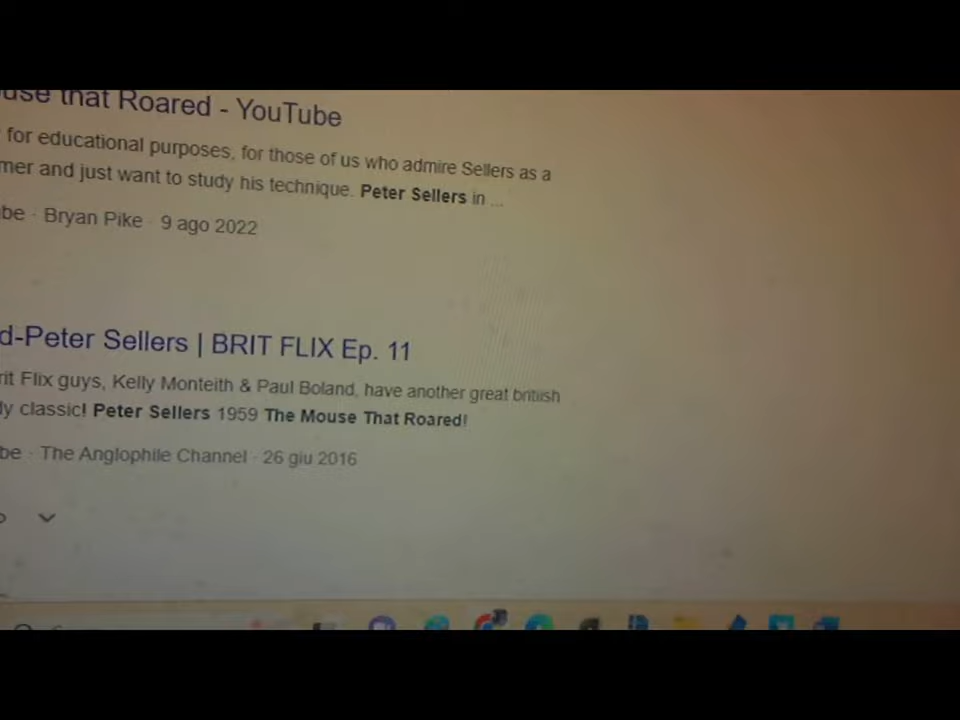 that Roared - YouTube
for educational purposes, for those of us who admire Sellers as a
mer and just want to study his technique. Peter Sellers in ...
be · Bryan Pike · 9 ago 2022
d-Peter Sellers | BRIT FLIX Ep. 11
rit Flix guys, Kelly Monteith & Paul Boland, have another great british
ly classic! Peter Sellers 1959 The Mouse That Roared!
be · The Anglophile Channel · 26 giu 2016